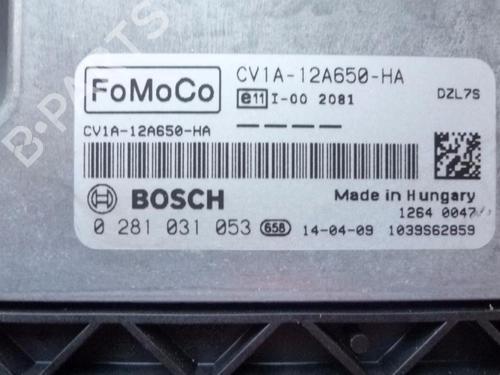 FoMoCo
CV1A-12A650-HA
e11 I-00 2081
DZL7S
CV1A-12A650-HA
BOSCH
Made in Hungary
1264 0047
0 281 031 053 658 14-04-09 1039S62859
B-PARTS